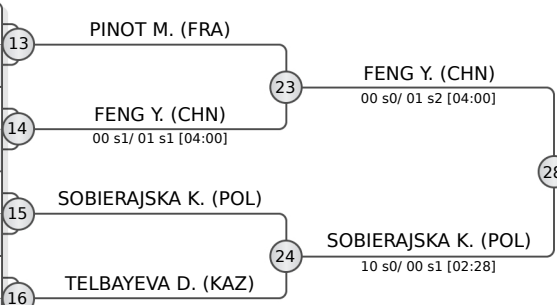 PINOT M. (FRA)
13
FENG Y. (CHN)
23
00 s0/ 01 s2 [04:00]
FENG Y. (CHN)
14
00 s1/ 01 s1 [04:00]
28
SOBIERAJSKA K. (POL)
15
SOBIERAJSKA K. (POL)
24
10 s0/ 00 s1 [02:28]
TELBAYEVA D. (KAZ)
16